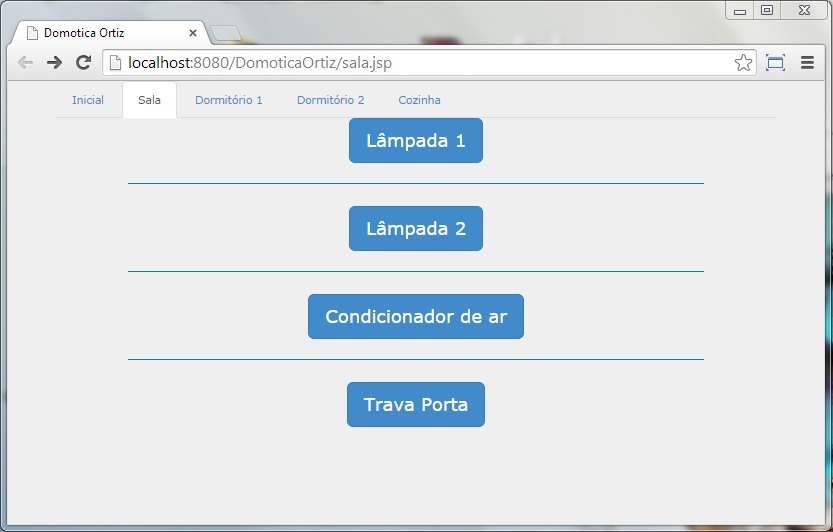 Domotica Ortiz
localhost:8080/DomoticaOrtiz/sala.jsp
Inicial Sala Dormitório 1 Dormitório 2 Cozinha
Lâmpada 1
Lâmpada 2
Condicionador de ar
Trava Porta